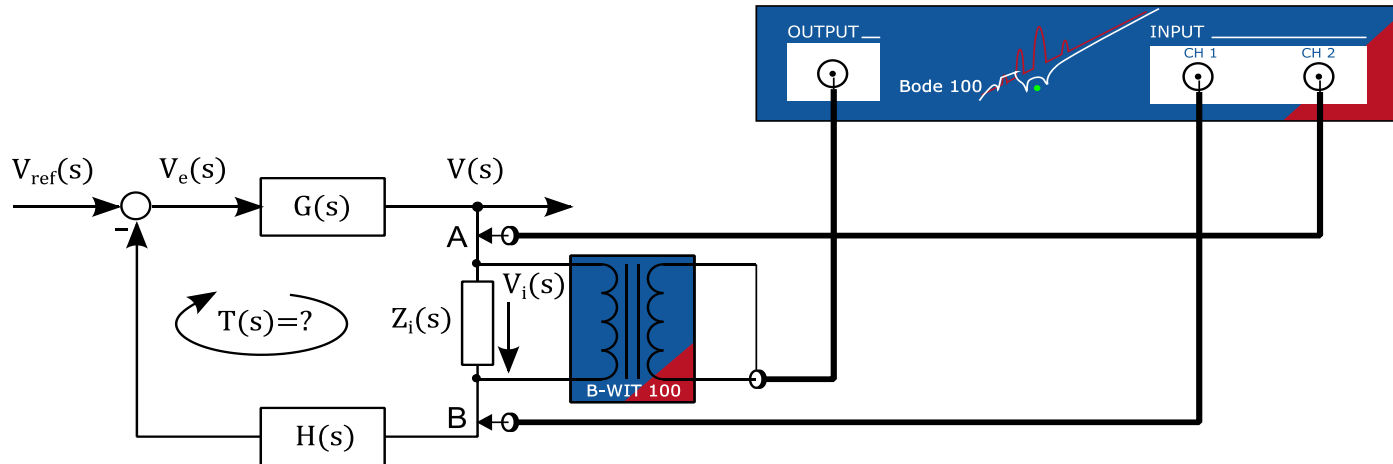 OUTPUT
INPUT
CH 1
CH 2
Bode 100
V_ref(s)
V_e(s)
G(s)
V(s)
-
A
V_i(s)
Z_i(s)
T(s)=?
B-WIT 100
B
H(s)